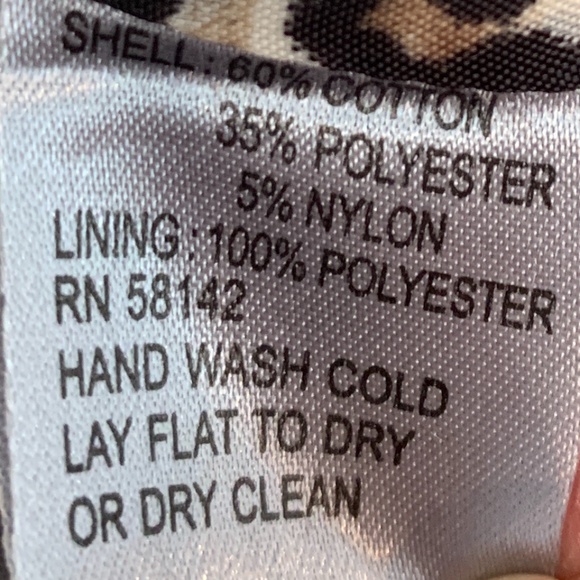 SHELL: 60% COTTON
35% POLYESTER
5% NYLON
LINING: 100% POLYESTER
RN 58142
HAND WASH COLD
LAY FLAT TO DRY
OR DRY CLEAN